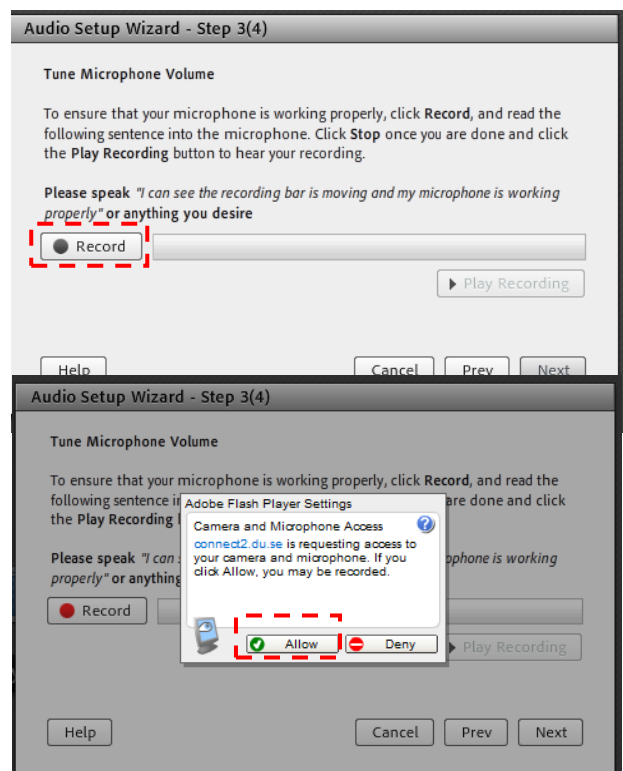 Audio Setup Wizard - Step 3(4)
Tune Microphone Volume
To ensure that your microphone is working properly, click Record, and read the
following sentence into the microphone. Click Stop once you are done and click
the Play Recording button to hear your recording.
Please speak "I can see the recording bar is moving and my microphone is working
properly" or anything you desire
Record
Play Recording
Help Cancel Prev Next
Audio Setup Wizard - Step 3(4)
Tune Microphone Volume
To ensure that your microphone is working properly, click Record, and read the
following sentence are done and click
the Play Recording
Adobe Flash Player Settings
Camera and Microphone Access
connect2.du.se is requesting access to
your camera and microphone. If you
click Allow, you may be recorded.
Allow Deny
Please speak "I can ophone is working
properly" or anything
Record
Play Recording
Help Cancel Prev Next